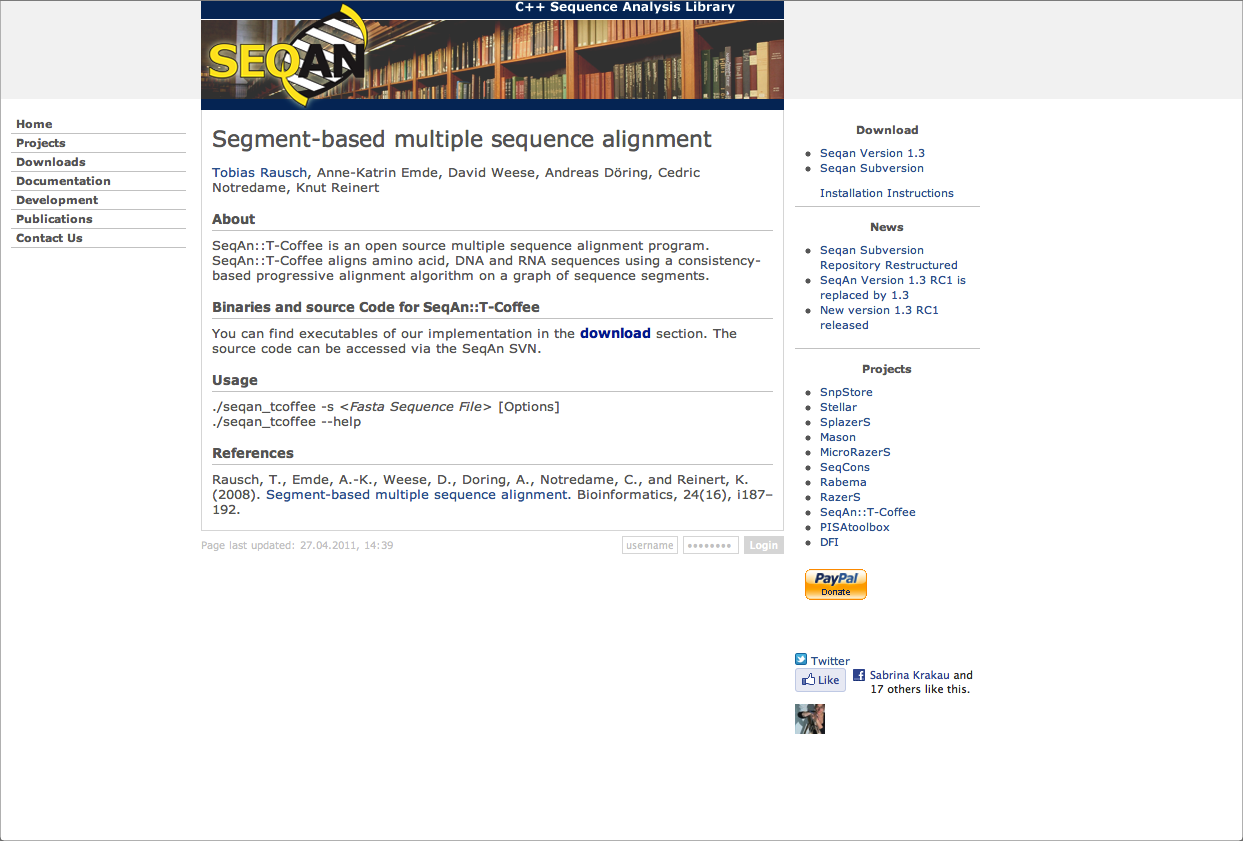 C++ Sequence Analysis Library
SEQAN
Home
Projects
Downloads
Documentation
Development
Publications
Contact Us
Segment-based multiple sequence alignment
Tobias Rausch, Anne-Katrin Emde, David Weese, Andreas Döring, Cedric
Notredame, Knut Reinert
About
SeqAn::T-Coffee is an open source multiple sequence alignment program.
SeqAn::T-Coffee aligns amino acid, DNA and RNA sequences using a consistency-
based progressive alignment algorithm on a graph of sequence segments.
Binaries and source Code for SeqAn::T-Coffee
You can find executables of our implementation in the download section. The
source code can be accessed via the SeqAn SVN.
Usage
./seqan_tcoffee -s <Fasta Sequence File> [Options]
./seqan_tcoffee --help
References
Rausch, T., Emde, A.-K., Weese, D., Doring, A., Notredame, C., and Reinert, K.
(2008). Segment-based multiple sequence alignment. Bioinformatics, 24(16), i187–
192.
Page last updated: 27.04.2011, 14:39
username
••••••••
Login
Download
Seqan Version 1.3
Seqan Subversion
Installation Instructions
News
Seqan Subversion
Repository Restructured
SeqAn Version 1.3 RC1 is
replaced by 1.3
New version 1.3 RC1
released
Projects
SnpStore
Stellar
SplazerS
Mason
MicroRazerS
SeqCons
Rabema
RazerS
SeqAn::T-Coffee
PISAtoolbox
DFI
PayPal
Donate
Twitter
Like
Sabrina Krakau and
17 others like this.